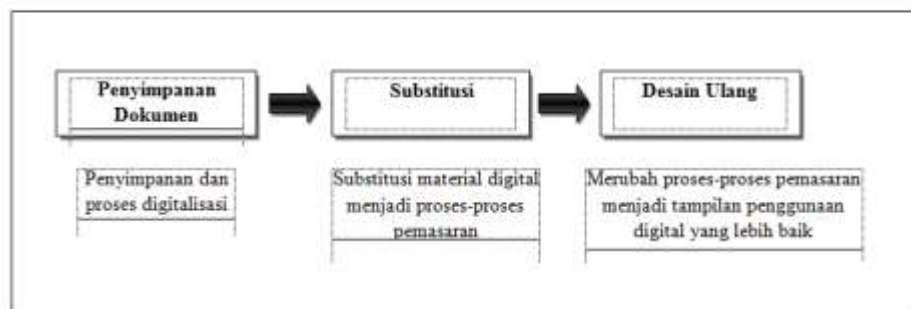 Penyimpanan
Dokumen
Substitusi
Desain Ulang
Penyimpanan dan
proses digitalisasi
Substitusi material digital
menjadi proses-proses
pemasaran
Merubah proses-proses pemasaran
menjadi tampilan penggunaan
digital yang lebih baik